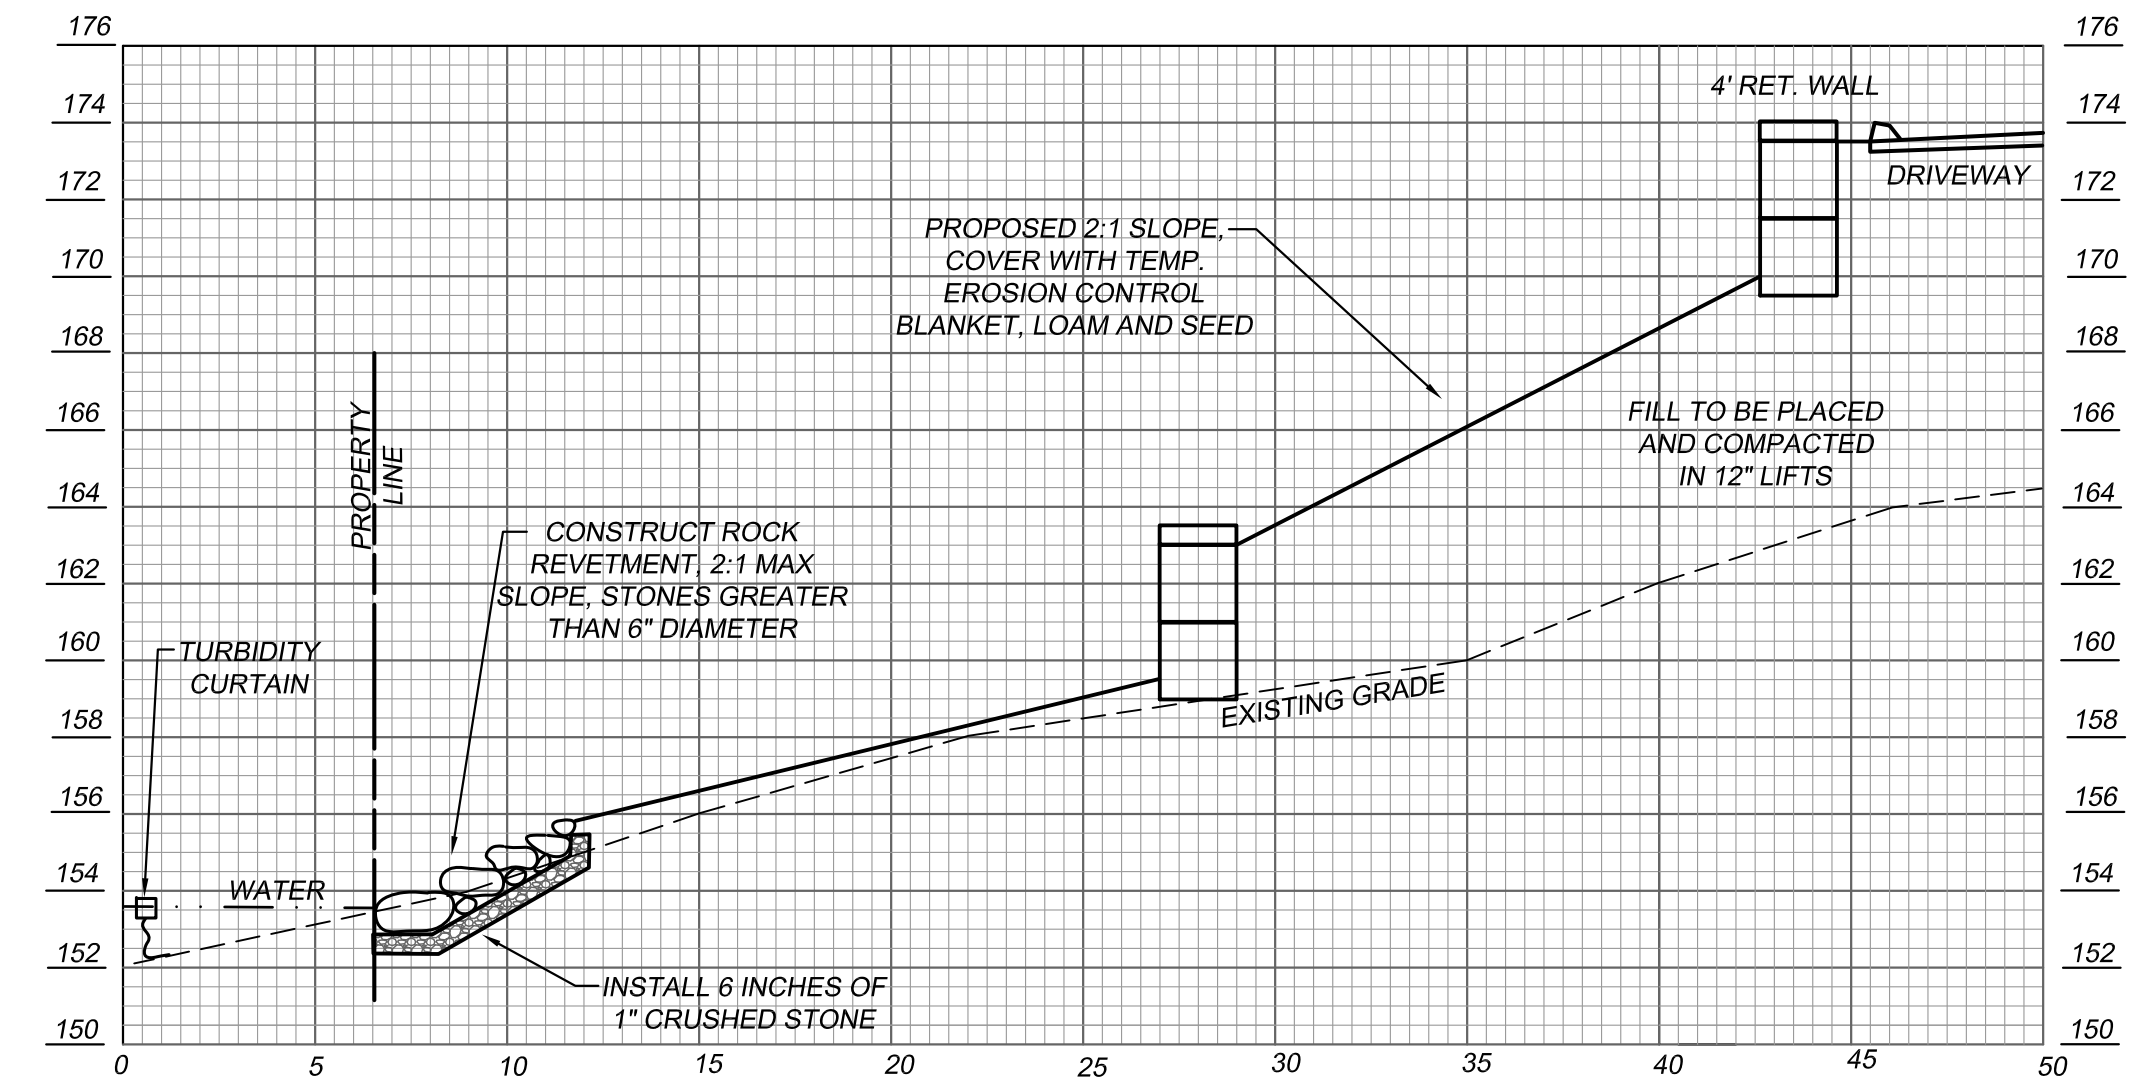 176
176
4' RET. WALL
174
174
DRIVEWAY
172
172
PROPOSED 2:1 SLOPE,
COVER WITH TEMP.
EROSION CONTROL
BLANKET, LOAM AND SEED
170
170
168
168
166
166
FILL TO BE PLACED
AND COMPACTED
IN 12" LIFTS
PROPERTY
LINE
164
164
CONSTRUCT ROCK
REVETMENT, 2:1 MAX
SLOPE, STONES GREATER
THAN 6" DIAMETER
162
162
160
160
TURBIDITY
CURTAIN
EXISTING GRADE
158
158
156
156
154
154
WATER
152
152
INSTALL 6 INCHES OF
1" CRUSHED STONE
150
150
0 5 10 15 20 25 30 35 40 45 50